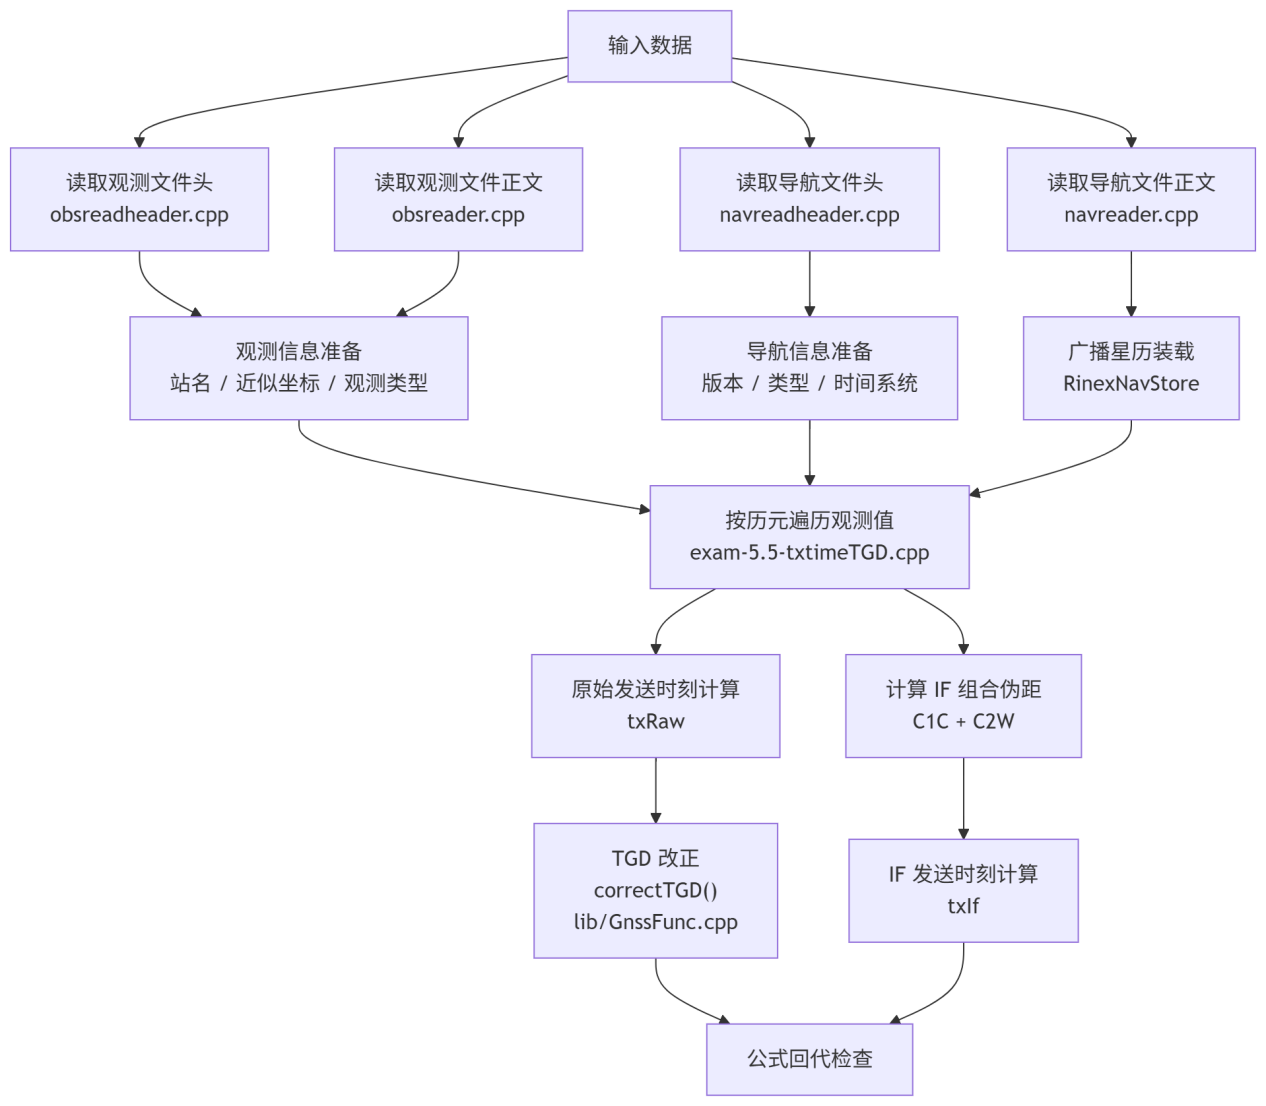 输入数据
读取观测文件头
obsreadheader.cpp
读取观测文件正文
obsreader.cpp
读取导航文件头
navreadheader.cpp
读取导航文件正文
navreader.cpp
观测信息准备
站名 / 近似坐标 / 观测类型
导航信息准备
版本 / 类型 / 时间系统
广播星历装载
RinexNavStore
按历元遍历观测值
exam-5.5-txtimeTGD.cpp
原始发送时刻计算
txRaw
计算 IF 组合伪距
C1C + C2W
TGD 改正
correctTGD()
lib/GnssFunc.cpp
IF 发送时刻计算
txIf
公式回代检查